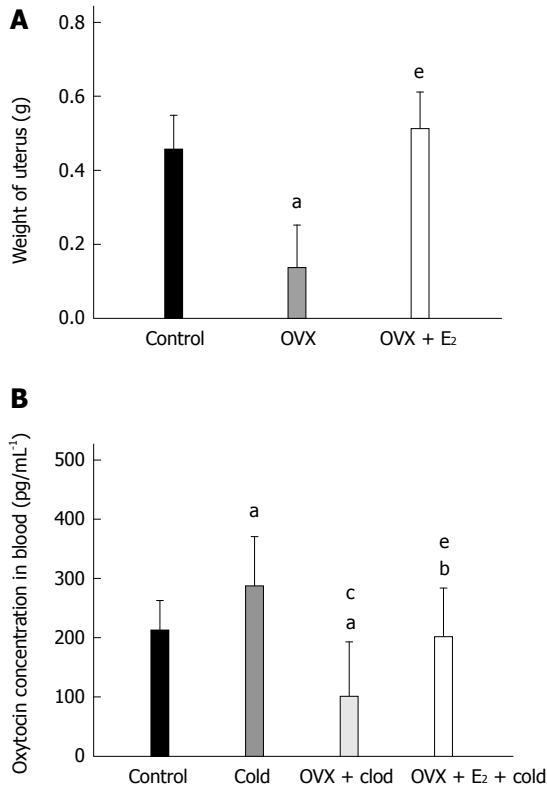 A
Weight of uterus (g)
0.8
0.6
0.4
0.2
0.0
a
e
Control OVX OVX + E₂
B
Oxytocin concentration in blood (pg/mL⁻¹)
500
400
300
200
100
0
a
c
a
e
b
Control Cold OVX + clod OVX + E₂ + cold